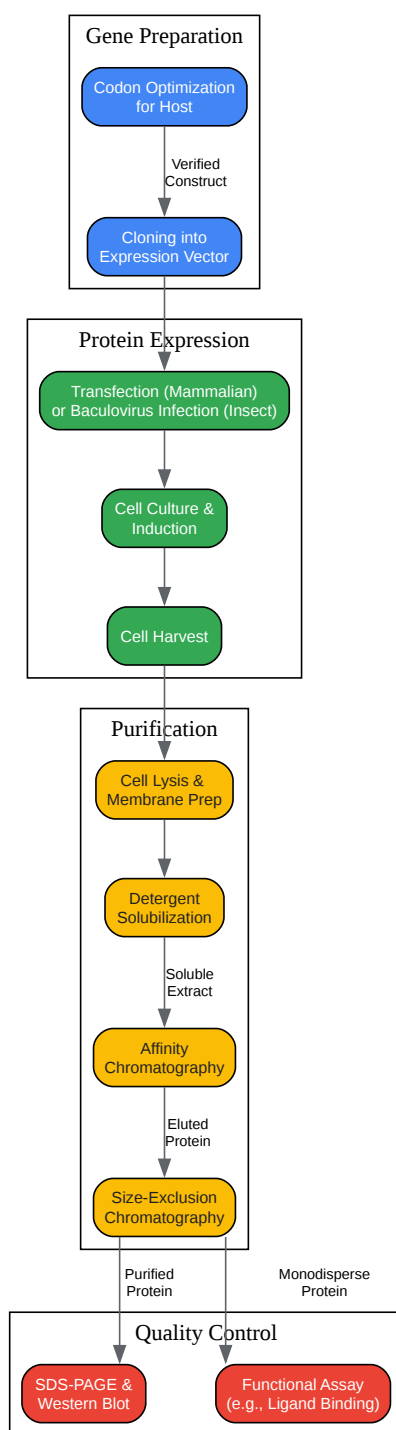 Gene Preparation
Codon Optimization
for Host
Verified
Construct
Cloning into
Expression Vector
Protein Expression
Transfection (Mammalian)
or Baculovirus Infection (Insect)
Cell Culture &
Induction
Cell Harvest
Purification
Cell Lysis &
Membrane Prep
Detergent
Solubilization
Soluble
Extract
Affinity
Chromatography
Eluted
Protein
Size-Exclusion
Chromatography
Purified
Protein
Monodisperse
Protein
Quality Control
SDS-PAGE &
Western Blot
Functional Assay
(e.g., Ligand Binding)